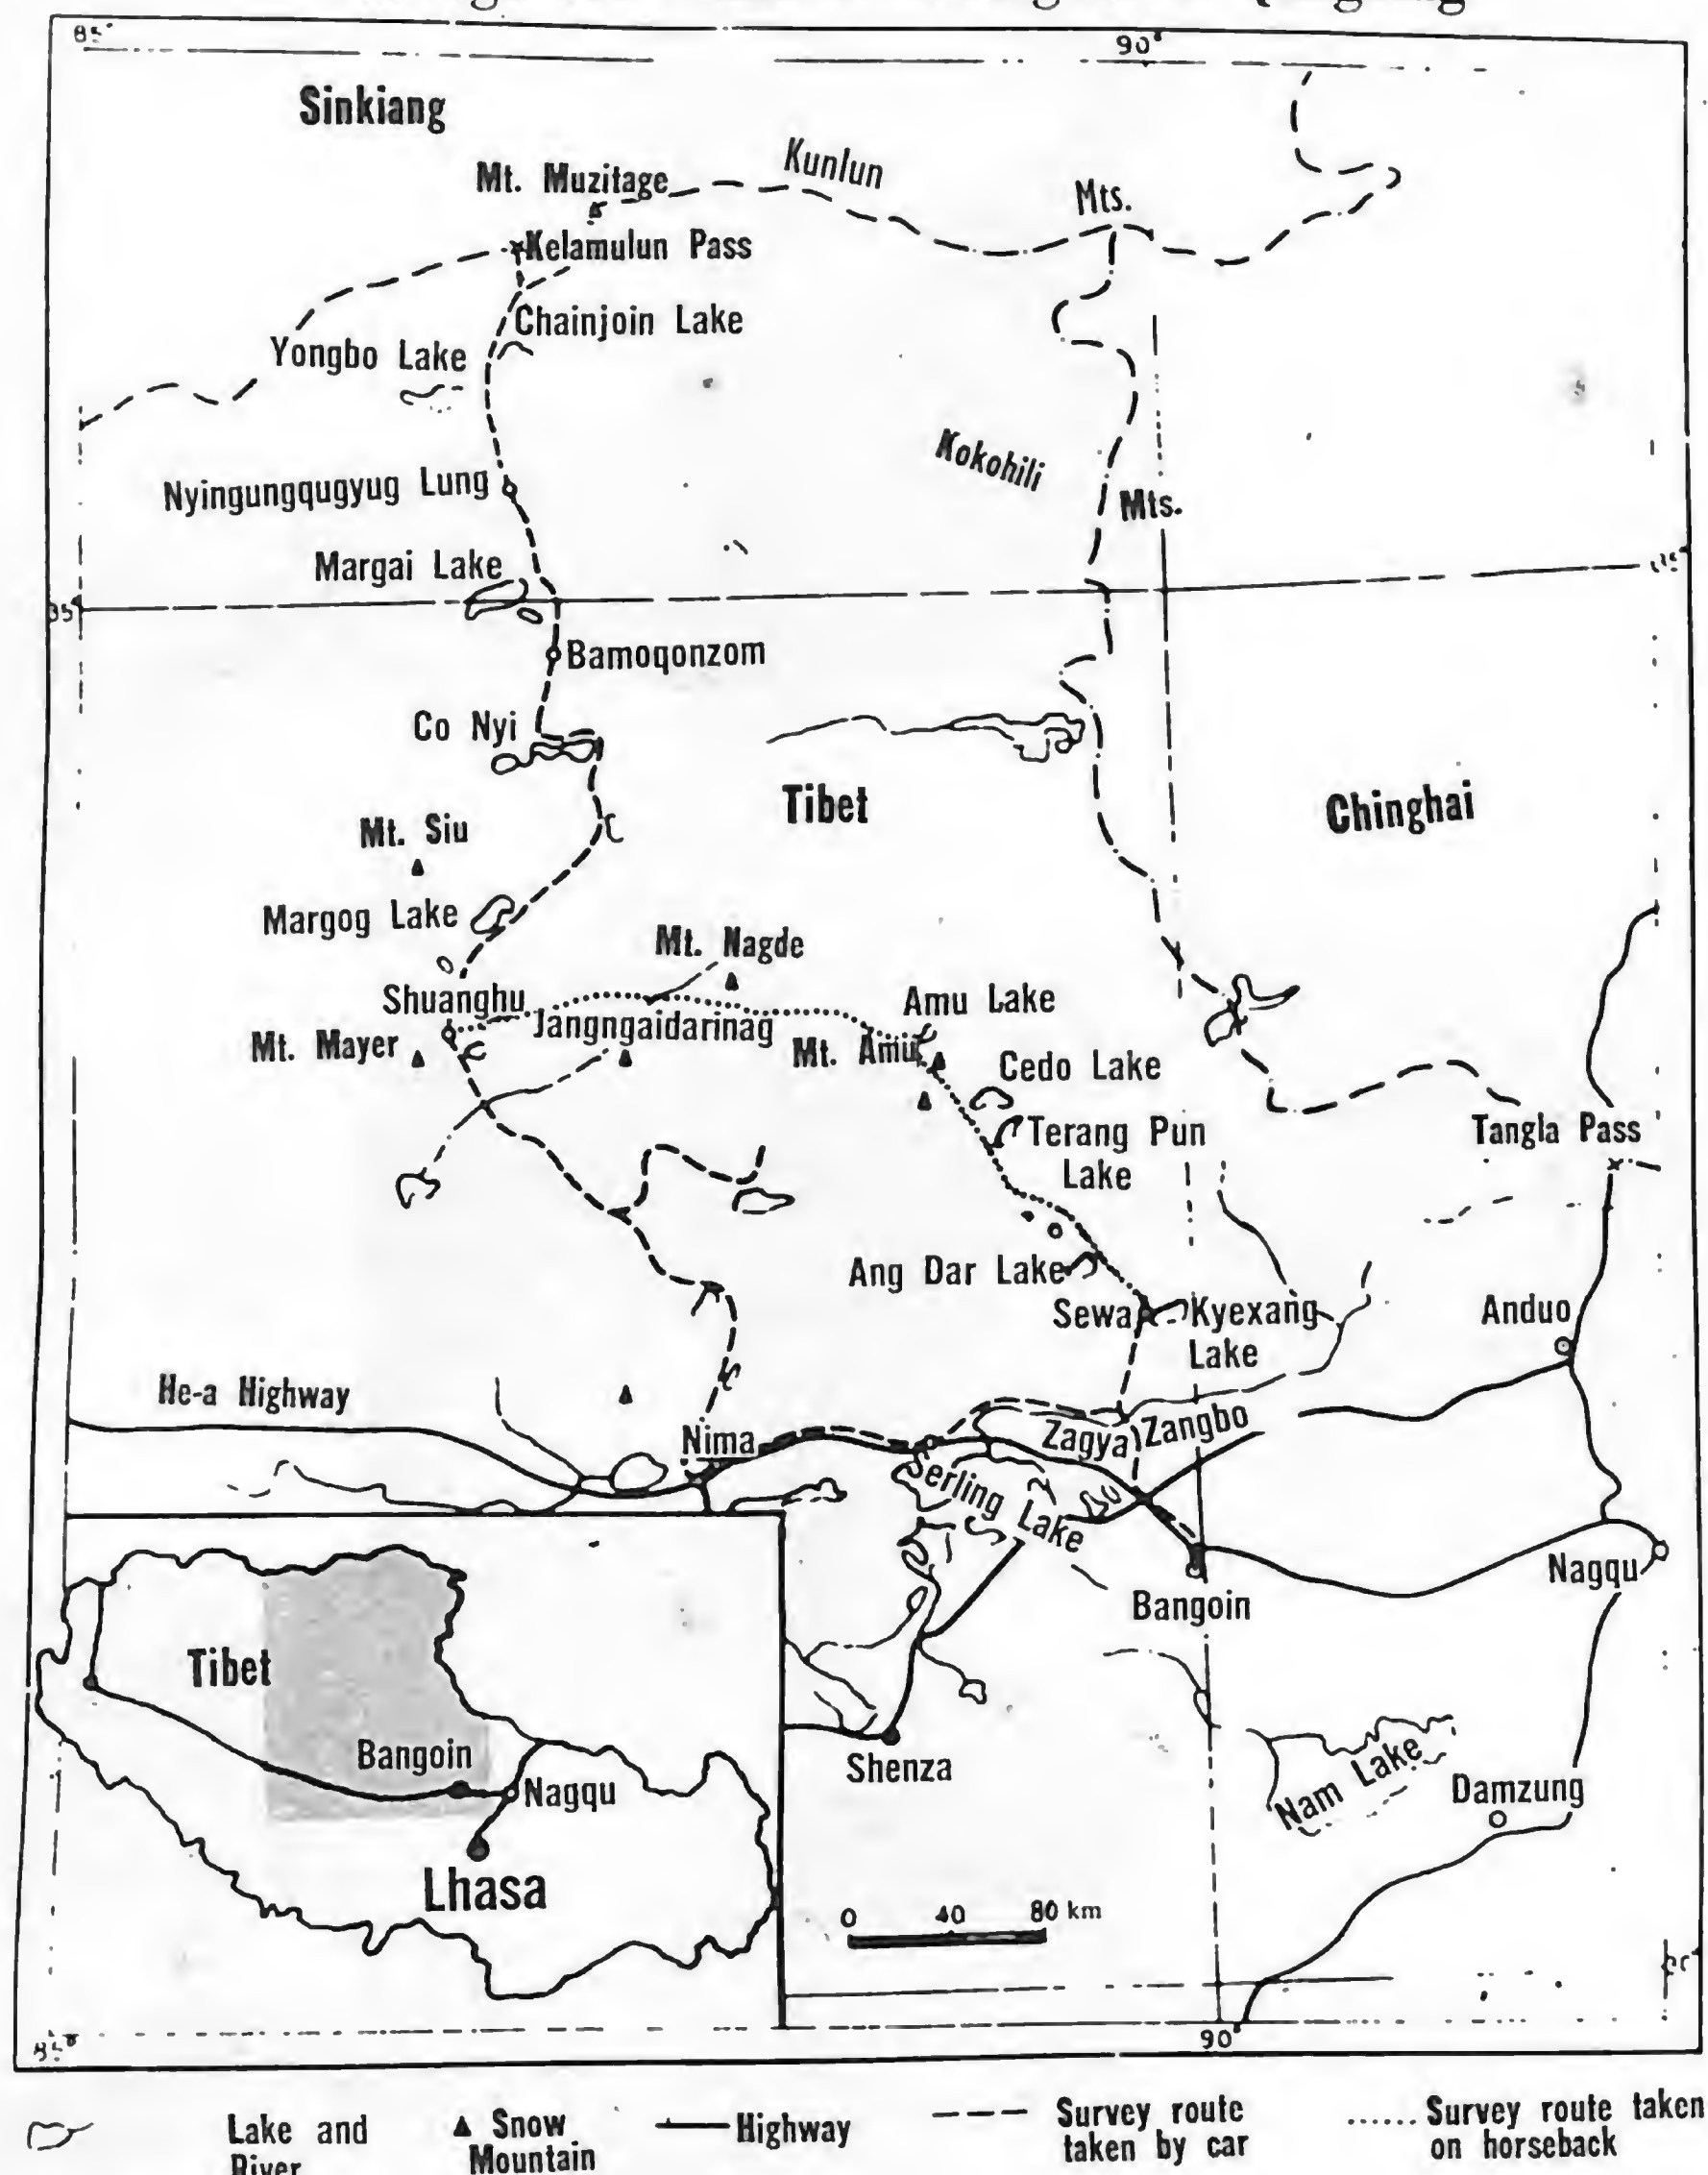 85°
90°
Sinkiang
Kunlun
Mt. Muzitage
Mts.
Kelamulun Pass
Chainjoin Lake
Yongbo Lake
Kokohili
Nyingungqugyug Lung
Mts.
Margai Lake
35°
Bamoqonzom
Co Nyi
Tibet
Chinghai
Mt. Siu
Margog Lake
Mt. Nagde
Shuanghu
Amu Lake
Jangngaidarinag
Mt. Mayer
Mt. Amu
Cedo Lake
Terang Pun
Lake
Tangla Pass
Ang Dar Lake
Sewa
Kyexang
Lake
Anduo
He-a Highway
Nima
Zagya Zangbo
Serling Lake
Nagqu
Bangoin
Tibet
Bangoin
Nagqu
Lhasa
Shenza
Nam Lake
Damzung
0 40 80 km
85°
90°
Lake and
River
Snow
Mountain
Highway
Survey route
taken by car
Survey route taken
on horseback